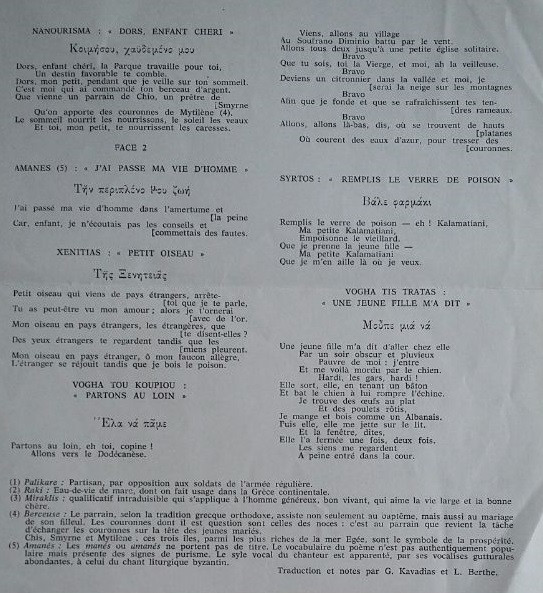 NANOURISMA : « DORS, ENFANT CHERI »
Κοιμήσου, χαυδεμένο μου
Dors, enfant chéri, la Parque travaille pour toi,
Un destin favorable te comble.
Dors, mon petit, pendant que je veille sur ton sommeil.
C'est moi qui ai commandé ton berceau d'argent.
Que vienne un parrain de Chio, un prêtre de
[Smyrne
Qu'on apporte des couronnes de Mytilène (4).
Le sommeil nourrit les nourrissons, le soleil les veaux
Et toi, mon petit, te nourrissent les caresses.
FACE 2
AMANES (5) : « J'AI PASSE MA VIE D'HOMME »
Τὴν περιπλένο μου ζωή
J'ai passé ma vie d'homme dans l'amertume et
[la peine
Car, enfant, je n'écoutais pas les conseils et
[commettais des fautes.
XENITIAS : « PETIT OISEAU »
Τῆς Ξενητειᾶς
Petit oiseau qui viens de pays étrangers, arrête-
[toi que je te parle,
Tu as peut-être vu mon amour ; alors je t'ornerai
[avec de l'or.
Mon oiseau en pays étrangers, les étrangères, que
[te disent-elles ?
Des yeux étrangers te regardent tandis que les
[miens pleurent.
Mon oiseau en pays étranger, ô mon faucon allègre,
L'étranger se réjouit tandis que je bois le poison.
VOGHA TOU KOUPIOU :
« PARTONS AU LOIN »
Ἔλα νά πᾶμε
Partons au loin, eh toi, copine !
Allons vers le Dodécanèse.
Viens, allons au village
Au Soufrano Diminio battu par le vent.
Allons tous deux jusqu'à une petite église solitaire.
Bravo
Que tu sois, toi la Vierge, et moi, ah la veilleuse.
Bravo
Deviens un citronnier dans la vallée et moi, je
[serai la neige sur les montagnes
Bravo
Afin que je fonde et que se rafraîchissent tes ten-
[dres rameaux.
Bravo
Allons, allons là-bas, dis, où se trouvent de hauts
[platanes
Où courent des eaux d'azur, pour tresser des
[couronnes.
SYRTOS : « REMPLIS LE VERRE DE POISON »
Βάλε φαρμάκι
Remplis le verre de poison — eh ! Kalamatiani,
Ma petite Kalamatiani,
Empoisonne le vieillard.
Que je prenne la jeune fille —
Ma petite Kalamatiani
Que je m'en aille là où je veux.
VOGHA TIS TRATAS :
« UNE JEUNE FILLE M'A DIT »
Μοὖπε μιά νά
Une jeune fille m'a dit d'aller chez elle
Par un soir obscur et pluvieux
Pauvre de moi : j'entre
Et me voilà mordu par le chien.
Hardi, les gars, hardi !
Elle sort, elle, en tenant un bâton
Et bat le chien à lui rompre l'échine.
Je trouve des œufs au plat
Et des poulets rôtis,
Je mange et bois comme un Albanais.
Puis elle, elle me jette sur le lit,
Et la fenêtre, dites,
Elle l'a fermée une fois, deux fois,
Les siens me regardent
A peine entré dans la cour.
(1) Palikare : Partisan, par opposition aux soldats de l'armée régulière.
(2) Raki : Eau-de-vie de marc, dont on fait usage dans la Grèce continentale.
(3) Miraklis : qualificatif intraduisible qui s'applique à l'homme généreux, bon vivant, qui aime la vie large et la bonne
chère.
(4) Berceuse : Le parrain, selon la tradition grecque orthodoxe, assiste non seulement au baptême, mais aussi au mariage
de son filleul. Les couronnes dont il est question sont celles des noces : c'est au parrain que revient la tâche
d'échanger les couronnes sur la tête des jeunes mariés.
Chio, Smyrne et Mytilène, ces trois îles, parmi les plus riches de la mer Egée, sont le symbole de la prospérité.
(5) Amanès : Les manès ou amanès ne portent pas de titre. Le vocabulaire du poème n'est pas authentiquement popu-
laire mais présente des signes de purisme. Le syle vocal du chanteur est apparenté, par ses vocalises gutturales
abondantes, à celui du chant liturgique byzantin.
Traduction et notes par G. Kavadias et L. Berthe,